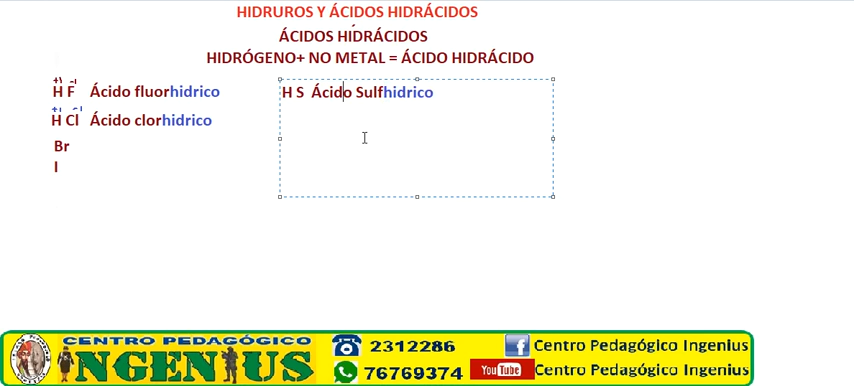 HIDRUROS Y ÁCIDOS HIDRÁCIDOS
ÁCIDOS HIDRÁCIDOS
HIDRÓGENO+ NO METAL = ÁCIDO HIDRÁCIDO
H F Ácido fluorhidrico
H Cl Ácido clorhidrico
Br
I
H S Ácido Sulfhidrico
CENTRO PEDAGÓGICO
INGENIUS
2312286
76769374
Centro Pedagógico Ingenius
YouTube Centro Pedagógico Ingenius